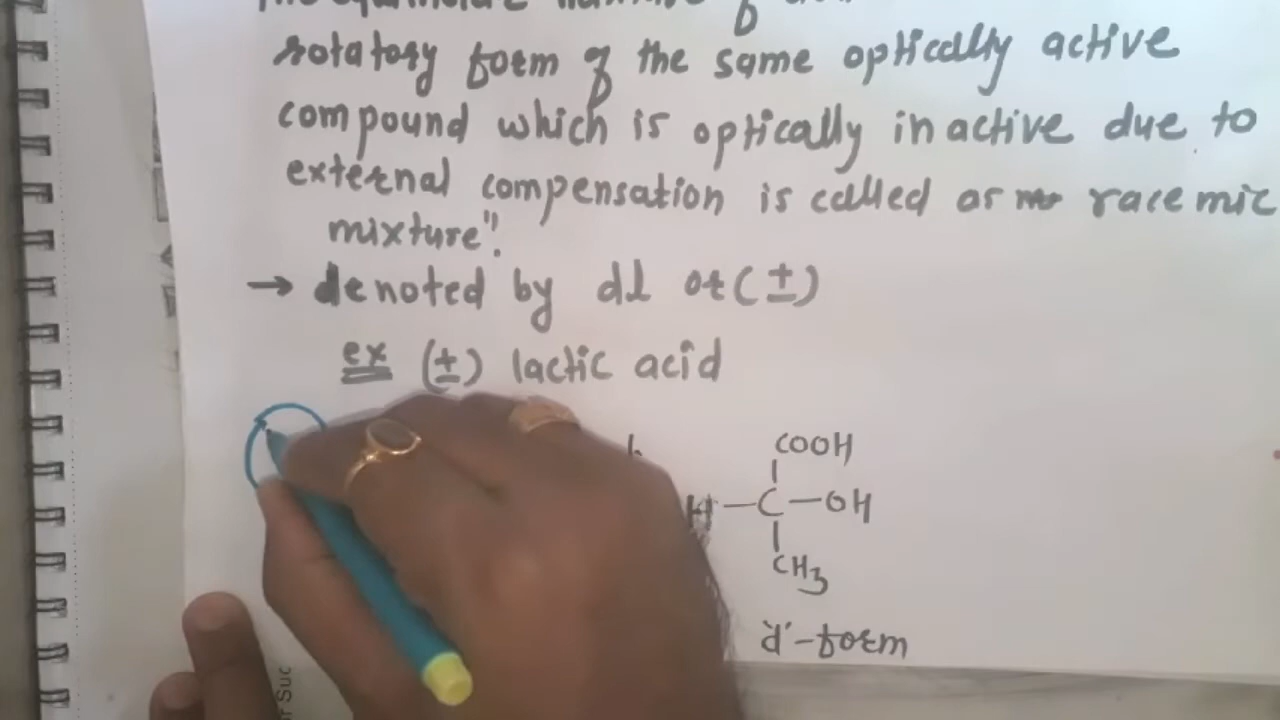 rotatory form of the same optically active
compound which is optically inactive due to
external compensation is called as racemic
mixture".
→ denoted by dl or (±)
ex (±) lactic acid
COOH
H—C—OH
CH3
'd'-form
r Suc